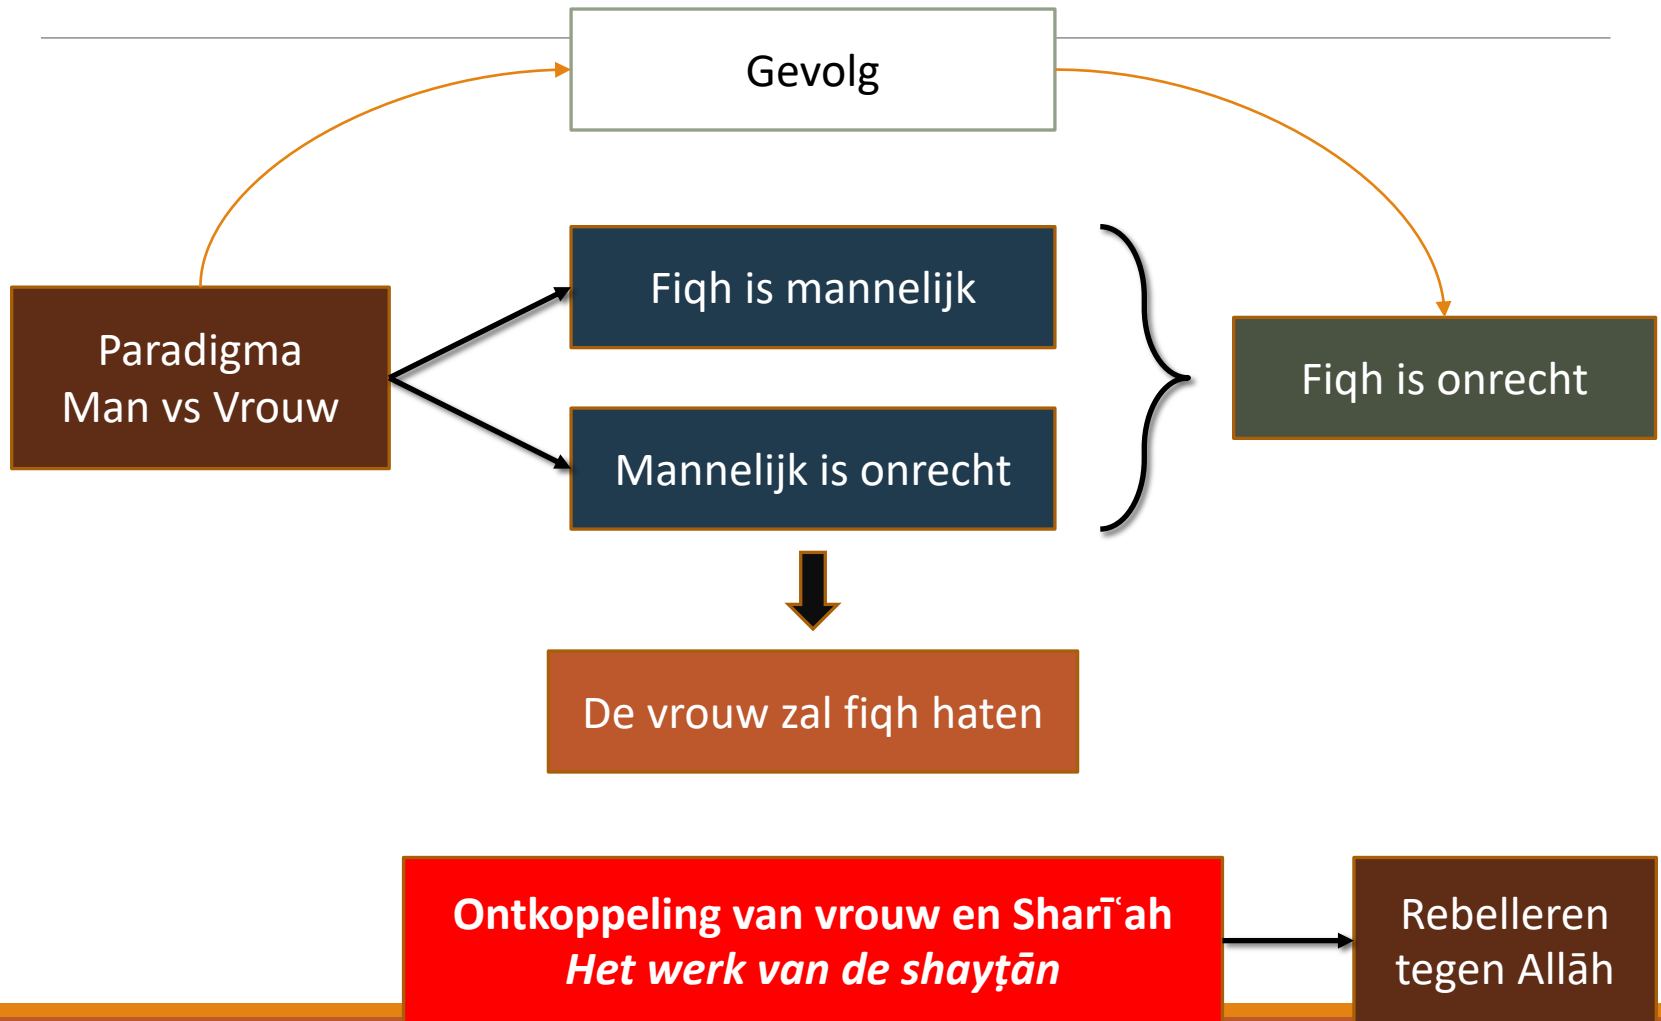 Gevolg
Paradigma
Man vs Vrouw
Fiqh is mannelijk
Mannelijk is onrecht
Fiqh is onrecht
De vrouw zal fiqh haten
Ontkoppeling van vrouw en Sharīʿah
Het werk van de shayṭān
Rebelleren
tegen Allāh